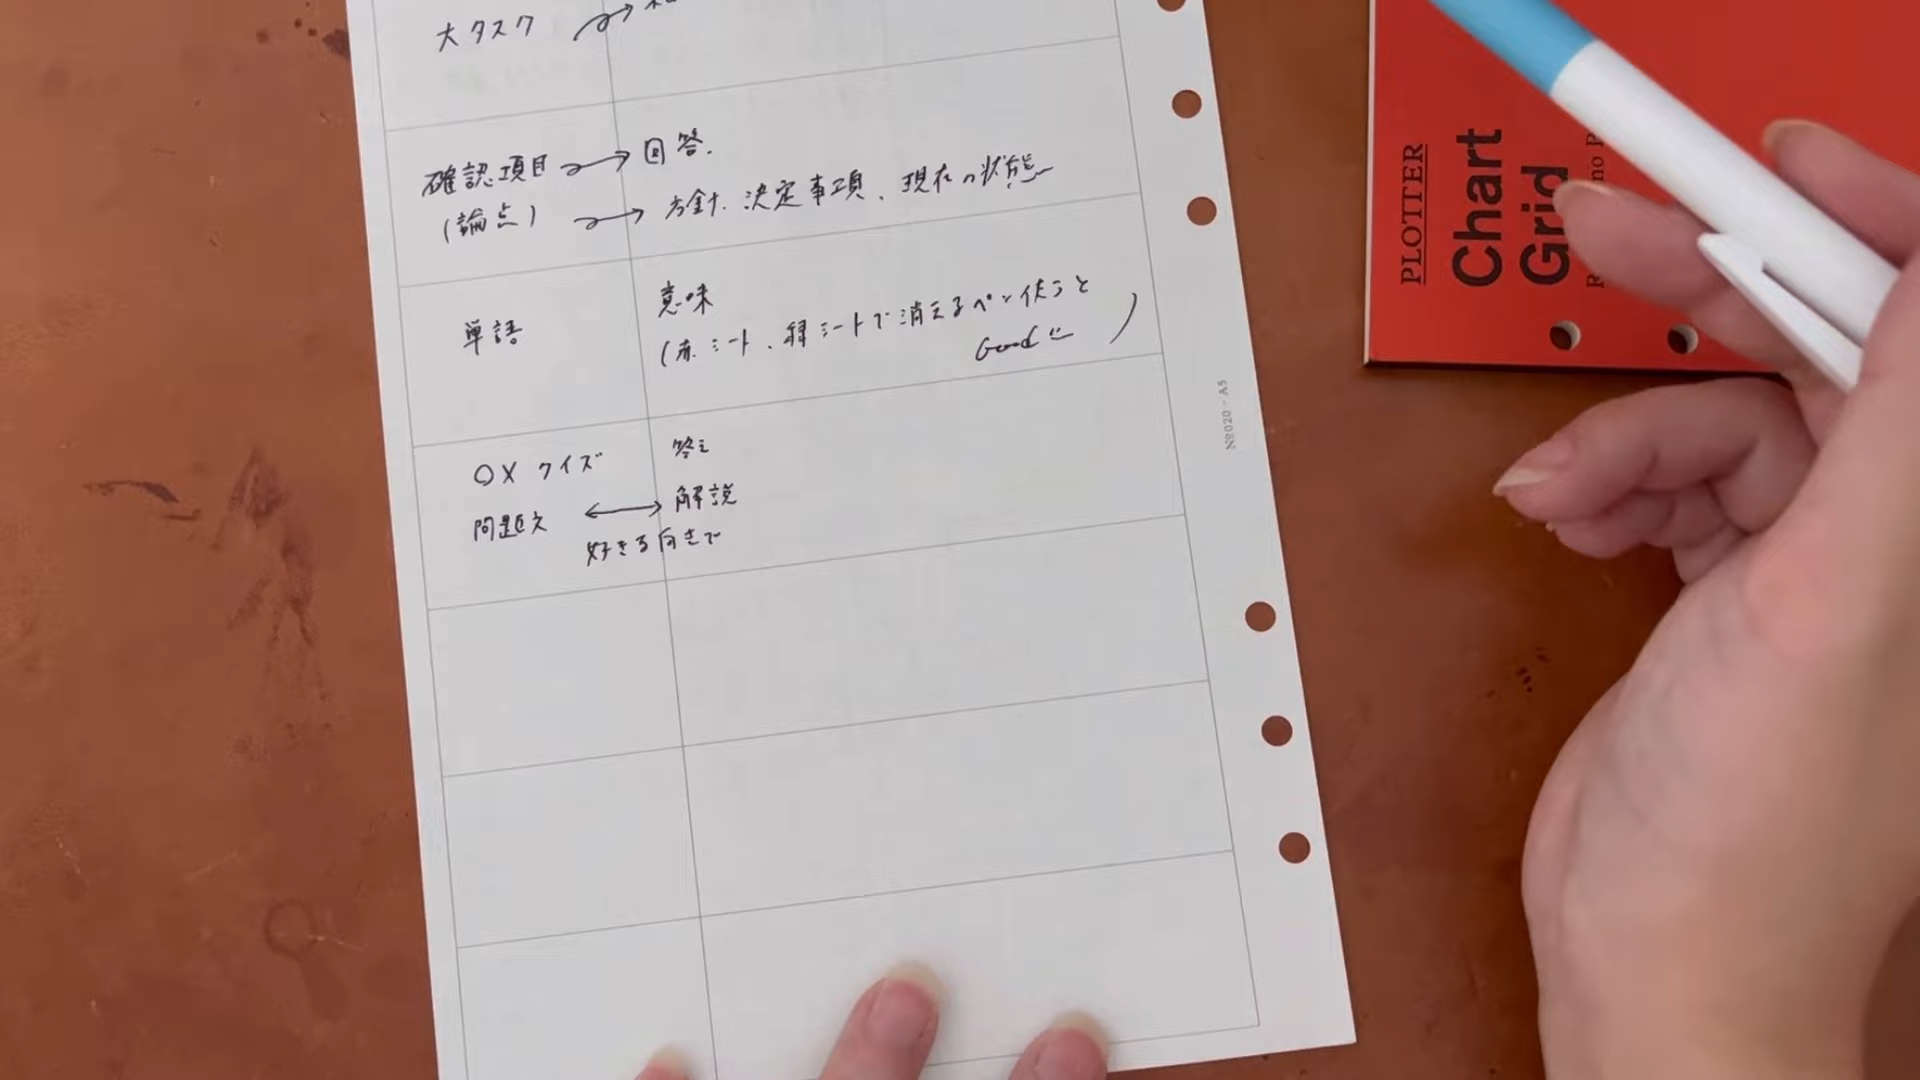 大タスク
確認項目 回答.
(論点) 方針、決定事項、現在の状態
単語
意味
(赤シート、緑シートで消えるペン使うと
Good )
OX クイズ
答え
問題文 解説
好きな向きで
PLOTTER
Chart
Grid
№020 - A5